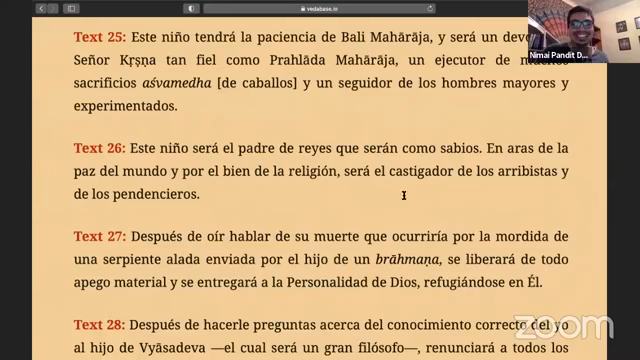 vedabase.in
Nimai Pandit D...
Text 25: Este niño tendrá la paciencia de Bali Mahārāja, y será un
Señor Kṛṣṇa tan fiel como Prahlāda Mahārāja, un ejecutor de
sacrificios aśvamedha [de caballos] y un seguidor de los hombres mayores y
experimentados.
Text 26: Este niño será el padre de reyes que serán como sabios. En aras de la
paz del mundo y por el bien de la religión, será el castigador de los arribistas y
de los pendencieros.
Text 27: Después de oír hablar de su muerte que ocurriría por la mordida de
una serpiente alada enviada por el hijo de un brāhmaṇa, se liberará de todo
apego material y se entregará a la Personalidad de Dios, refugiándose en Él.
Text 28: Después de hacerle preguntas acerca del conocimiento correcto del yo
al hijo de Vyāsadeva —el cual será un gran filósofo—, renunciará a todos los
zoom